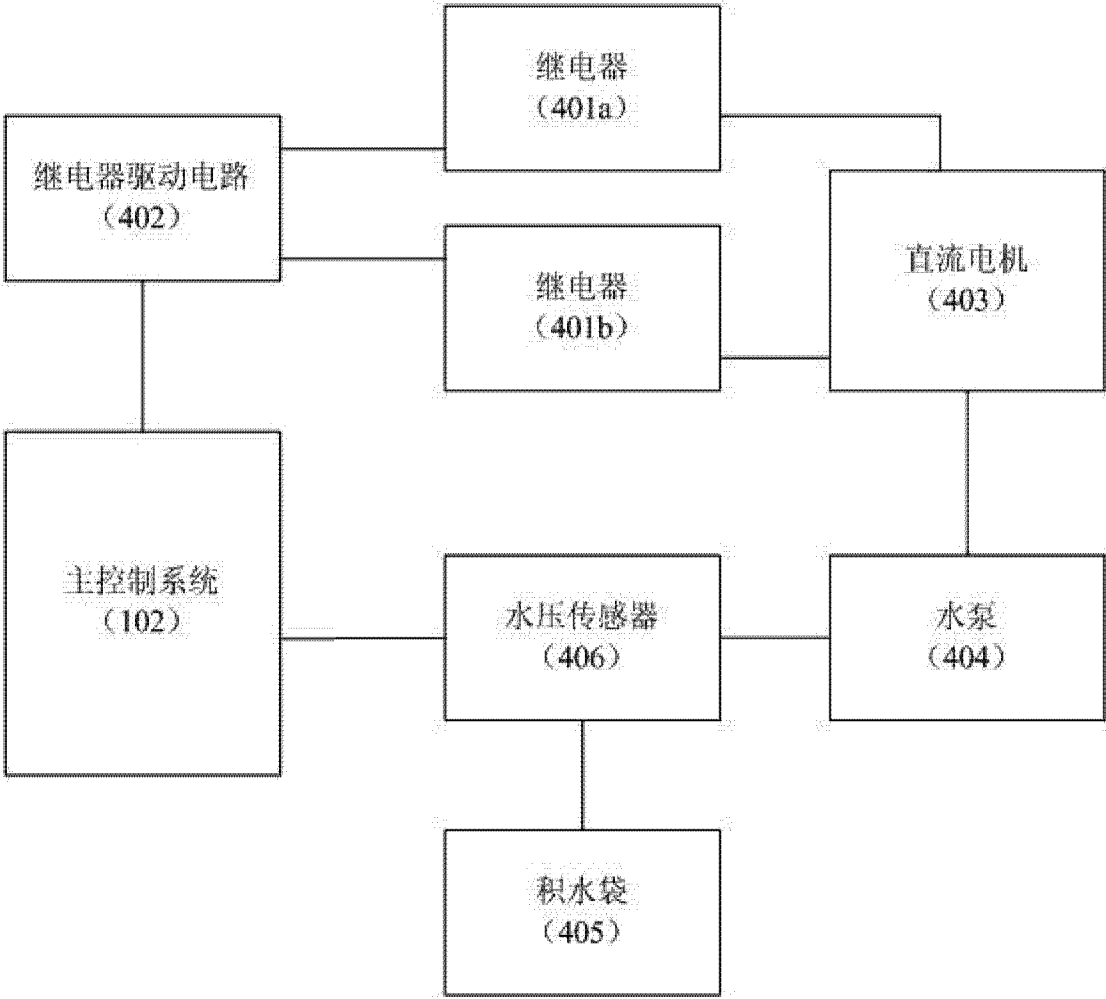 继电器
（401a）
继电器驱动电路
（402）
继电器
（401b）
直流电机
（403）
主控制系统
（102）
水压传感器
（406）
水泵
（404）
积水袋
（405）